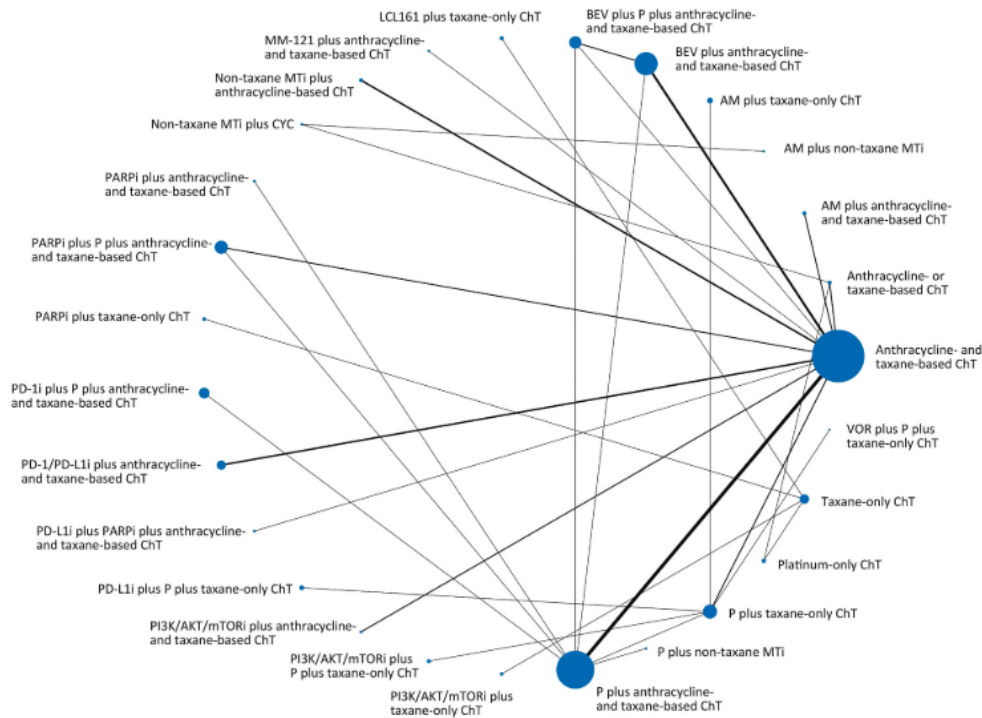 LCL161 plus taxane-only ChT
BEV plus P plus anthracycline-
and taxane-based ChT
MM-121 plus anthracycline-
and taxane-based ChT
BEV plus anthracycline-
and taxane-based ChT
Non-taxane MTi plus
anthracycline-based ChT
AM plus taxane-only ChT
Non-taxane MTi plus CYC
AM plus non-taxane MTi
PARPi plus anthracycline-
and taxane-based ChT
AM plus anthracycline-
and taxane-based ChT
PARPi plus P plus anthracycline-
and taxane-based ChT
Anthracycline- or
taxane-based ChT
PARPi plus taxane-only ChT
Anthracycline- and
taxane-based ChT
PD-1i plus P plus anthracycline-
and taxane-based ChT
VOR plus P plus
taxane-only ChT
PD-1/PD-L1i plus anthracycline-
and taxane-based ChT
Taxane-only ChT
PD-L1i plus PARPi plus anthracycline-
and taxane-based ChT
Platinum-only ChT
PD-L1i plus P plus taxane-only ChT
P plus taxane-only ChT
PI3K/AKT/mTORi plus anthracycline-
and taxane-based ChT
P plus non-taxane MTi
PI3K/AKT/mTORi plus
P plus taxane-only ChT
PI3K/AKT/mTORi plus
taxane-only ChT
P plus anthracycline-
and taxane-based ChT